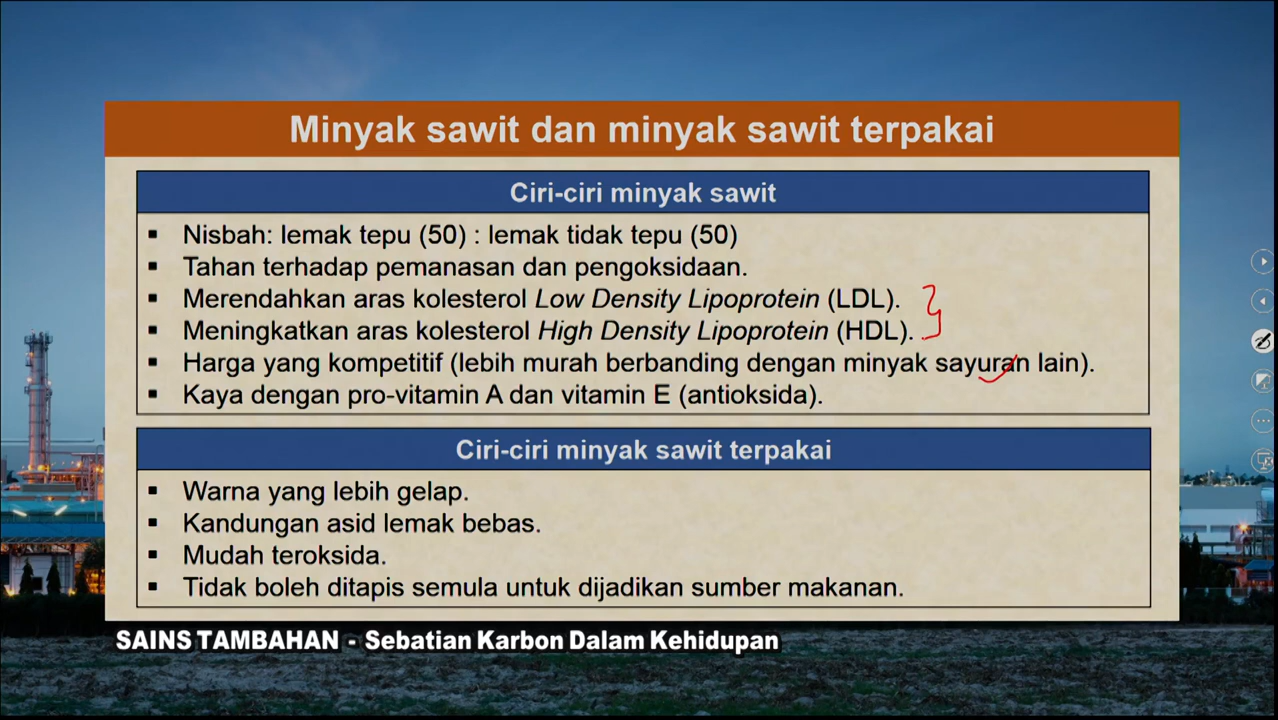 Minyak sawit dan minyak sawit terpakai
Ciri-ciri minyak sawit
▪ Nisbah: lemak tepu (50) : lemak tidak tepu (50)
▪ Tahan terhadap pemanasan dan pengoksidaan.
▪ Merendahkan aras kolesterol Low Density Lipoprotein (LDL).
▪ Meningkatkan aras kolesterol High Density Lipoprotein (HDL).
▪ Harga yang kompetitif (lebih murah berbanding dengan minyak sayuran lain).
▪ Kaya dengan pro-vitamin A dan vitamin E (antioksida).
Ciri-ciri minyak sawit terpakai
▪ Warna yang lebih gelap.
▪ Kandungan asid lemak bebas.
▪ Mudah teroksida.
▪ Tidak boleh ditapis semula untuk dijadikan sumber makanan.
SAINS TAMBAHAN - Sebatian Karbon Dalam Kehidupan